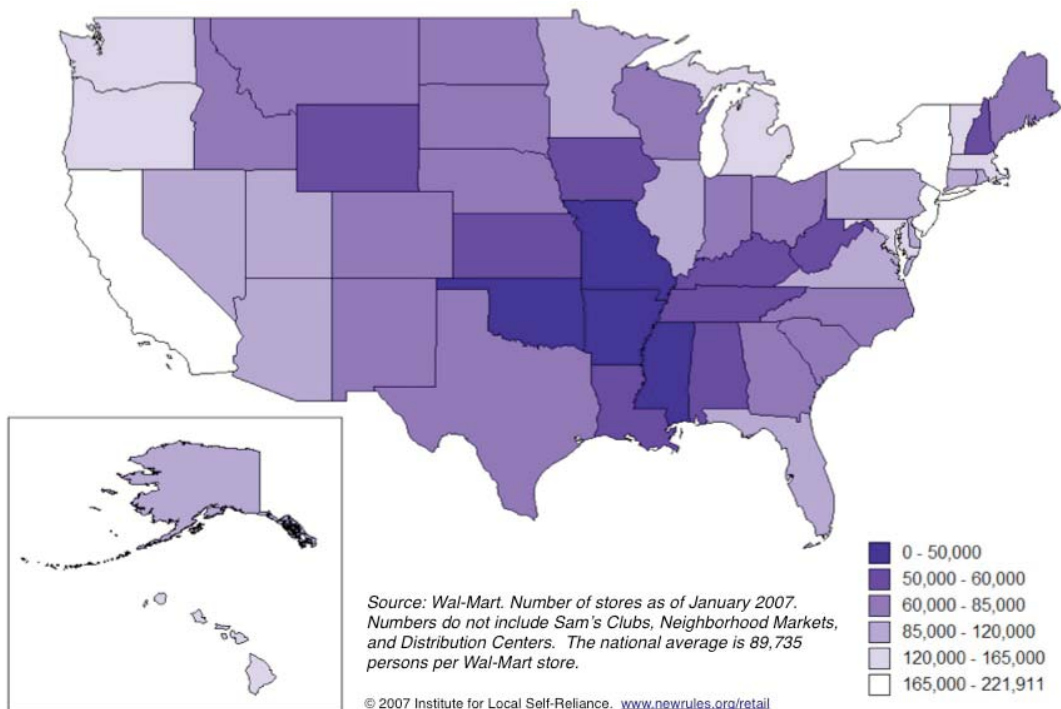 0 - 50,000
50,000 - 60,000
60,000 - 85,000
85,000 - 120,000
120,000 - 165,000
165,000 - 221,911
Source: Wal-Mart. Number of stores as of January 2007.
Numbers do not include Sam's Clubs, Neighborhood Markets,
and Distribution Centers.  The national average is 89,735
persons per Wal-Mart store.
© 2007 Institute for Local Self-Reliance.  www.newrules.org/retail